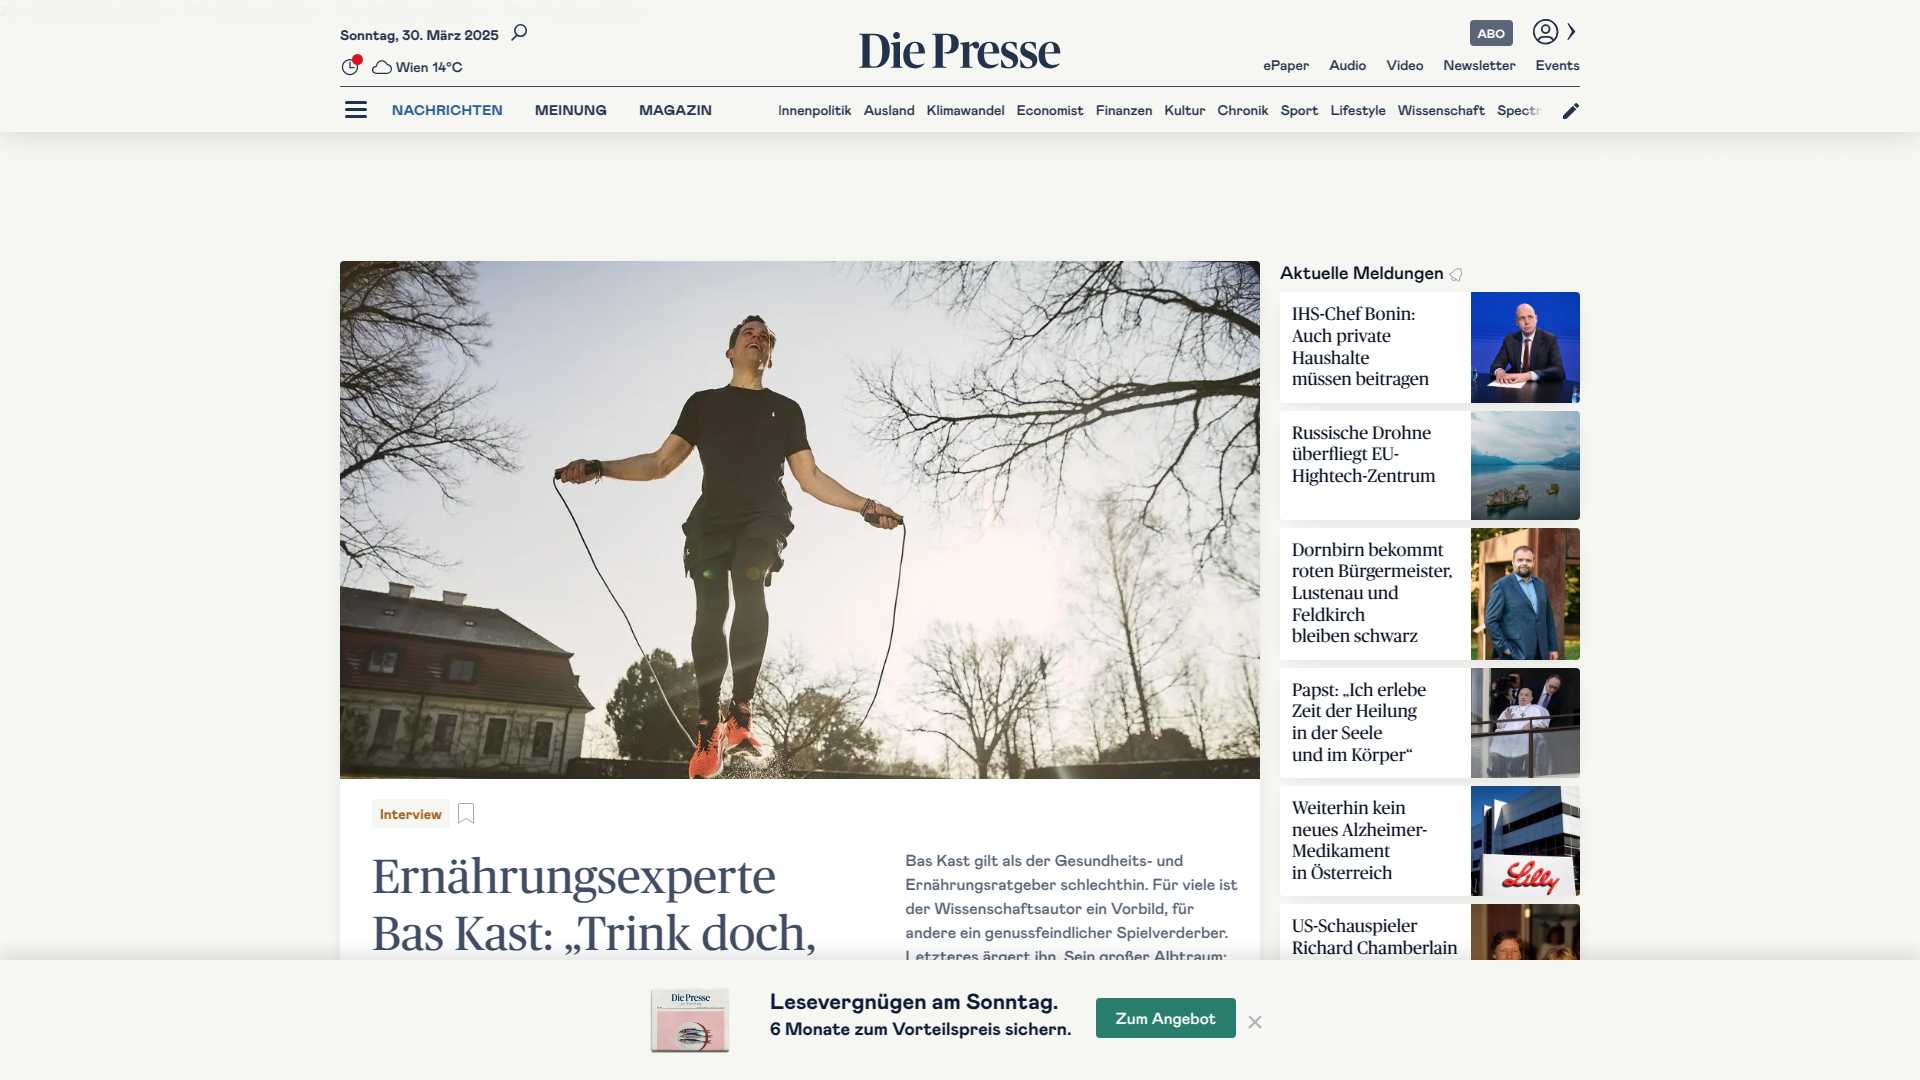 Sonntag, 30. März 2025
Wien 14°C
Die Presse
ABO
ePaper Audio Video Newsletter Events
NACHRICHTEN MEINUNG MAGAZIN
Innenpolitik Ausland Klimawandel Economist Finanzen Kultur Chronik Sport Lifestyle Wissenschaft Spectr
Interview
Ernährungsexperte
Bas Kast: „Trink doch,
Bas Kast gilt als der Gesundheits- und
Ernährungsratgeber schlechthin. Für viele ist
der Wissenschaftsautor ein Vorbild, für
andere ein genussfeindlicher Spielverderber.
Letzteres ärgert ihn. Sein großer Albtraum:
Aktuelle Meldungen
IHS-Chef Bonin:
Auch private
Haushalte
müssen beitragen
Russische Drohne
überfliegt EU-
Hightech-Zentrum
Dornbirn bekommt
roten Bürgermeister,
Lustenau und
Feldkirch
bleiben schwarz
Papst: „Ich erlebe
Zeit der Heilung
in der Seele
und im Körper“
Weiterhin kein
neues Alzheimer-
Medikament
in Österreich
Lilly
US-Schauspieler
Richard Chamberlain
Die Presse
Lesevergnügen am Sonntag.
6 Monate zum Vorteilspreis sichern.
Zum Angebot